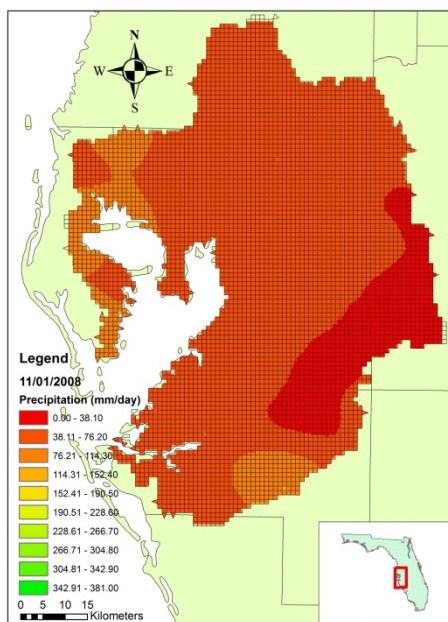 N
W E
S
Legend
11/01/2008
Precipitation (mm/day)
0.00 - 38.10
38.11 - 76.20
76.21 - 114.30
114.31 - 152.40
152.41 - 190.50
190.51 - 228.60
228.61 - 266.70
266.71 - 304.80
304.81 - 342.90
342.91 - 381.00
0 5 10 15
Kilometers